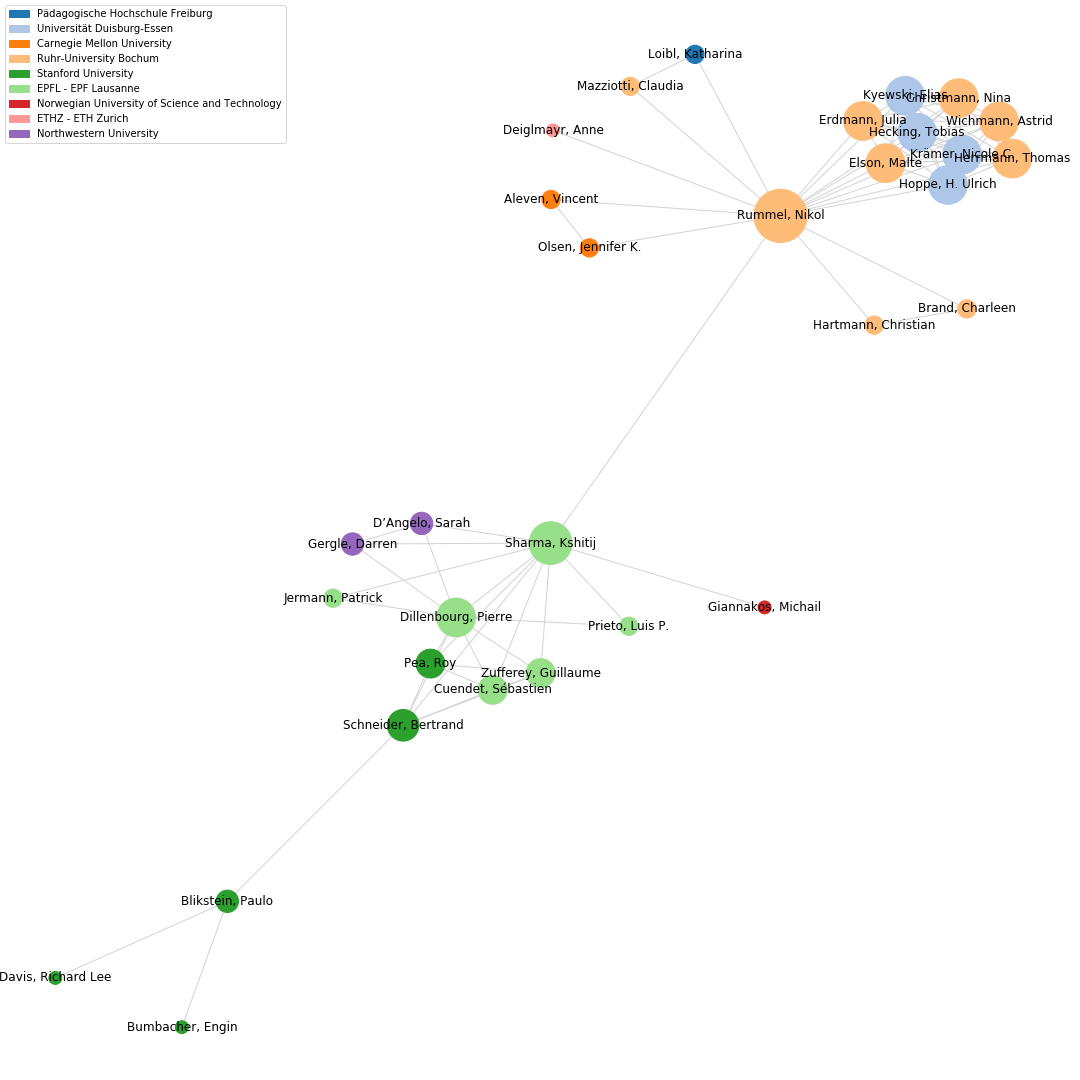 Pädagogische Hochschule Freiburg
Universität Duisburg-Essen
Carnegie Mellon University
Ruhr-University Bochum
Stanford University
EPFL - EPF Lausanne
Norwegian University of Science and Technology
ETHZ - ETH Zurich
Northwestern University
Loibl, Katharina
Mazziotti, Claudia
Kyewski, Elias
Christmann, Nina
Erdmann, Julia
Wichmann, Astrid
Deiglmayr, Anne
Hecking, Tobias
Krämer, Nicole C.
Herrmann, Thomas
Elson, Malte
Hoppe, H. Ulrich
Aleven, Vincent
Rummel, Nikol
Olsen, Jennifer K.
Brand, Charleen
Hartmann, Christian
D’Angelo, Sarah
Gergle, Darren
Sharma, Kshitij
Jermann, Patrick
Giannakos, Michail
Dillenbourg, Pierre
Prieto, Luis P.
Pea, Roy
Zufferey, Guillaume
Cuendet, Sébastien
Schneider, Bertrand
Blikstein, Paulo
Davis, Richard Lee
Bumbacher, Engin